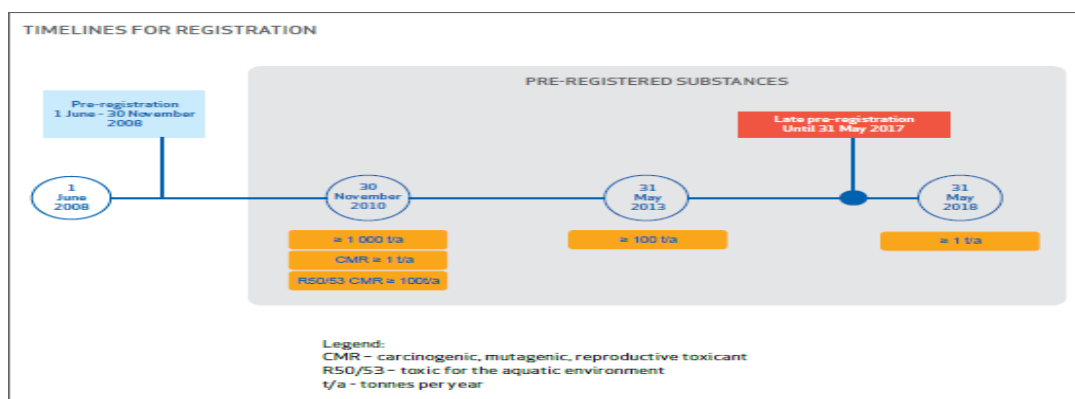 TIMELINES FOR REGISTRATION
PRE-REGISTERED SUBSTANCES
Pre-registration
1 June - 30 November
2008
Late pre-registration
Until 31 May 2017
1
June
2008
30
November
2010
31
May
2013
31
May
2018
≥ 1 000 t/a
CMR ≥ 1 t/a
R50/53 CMR ≥ 100t/a
≥ 100 t/a
≥ 1 t/a
Legend:
CMR – carcinogenic, mutagenic, reproductive toxicant
R50/53 – toxic for the aquatic environment
t/a - tonnes per year